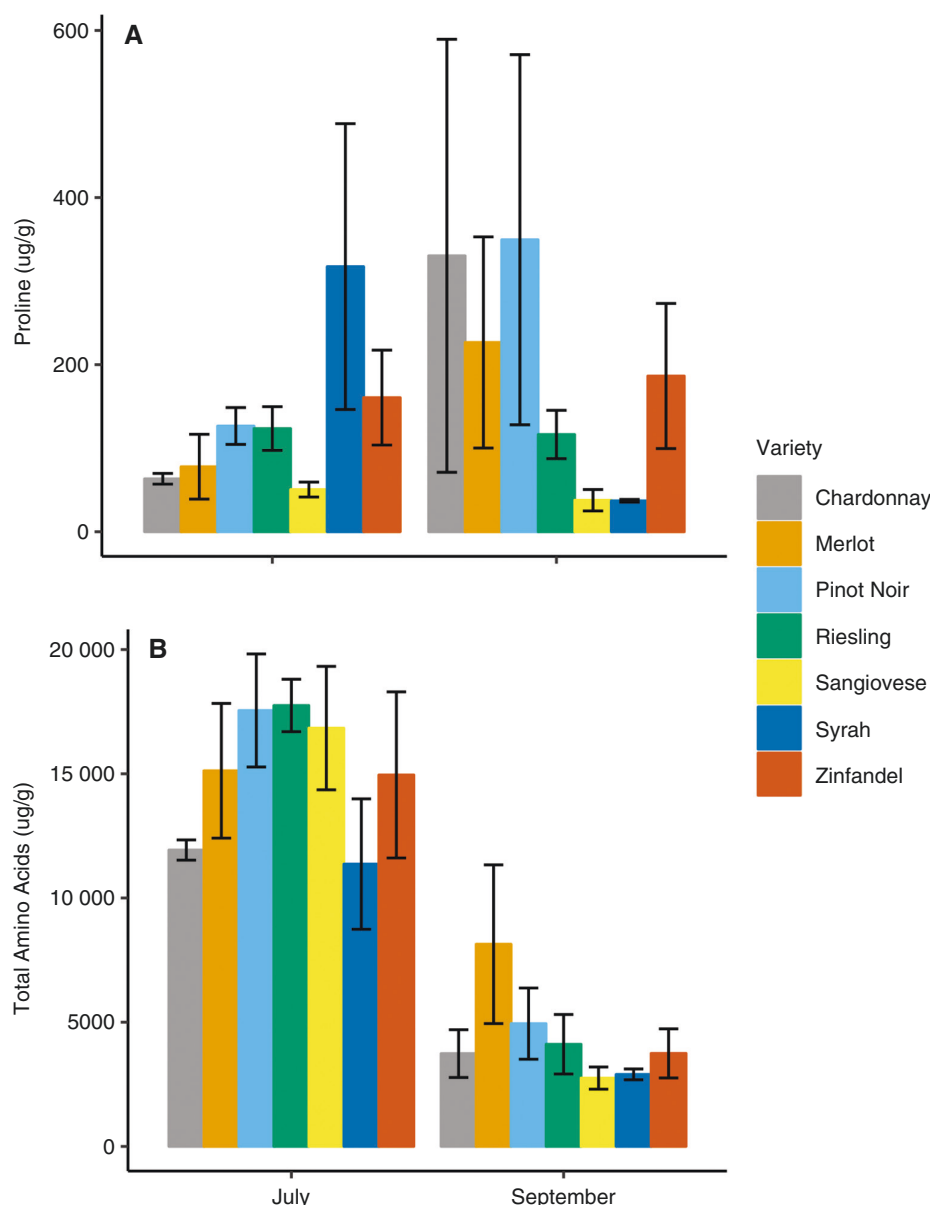 A
600
400
200
0
Proline (ug/g)
B
20 000
15 000
10 000
5000
0
Total Amino Acids (ug/g)
July
September
Variety
Chardonnay
Merlot
Pinot Noir
Riesling
Sangiovese
Syrah
Zinfandel